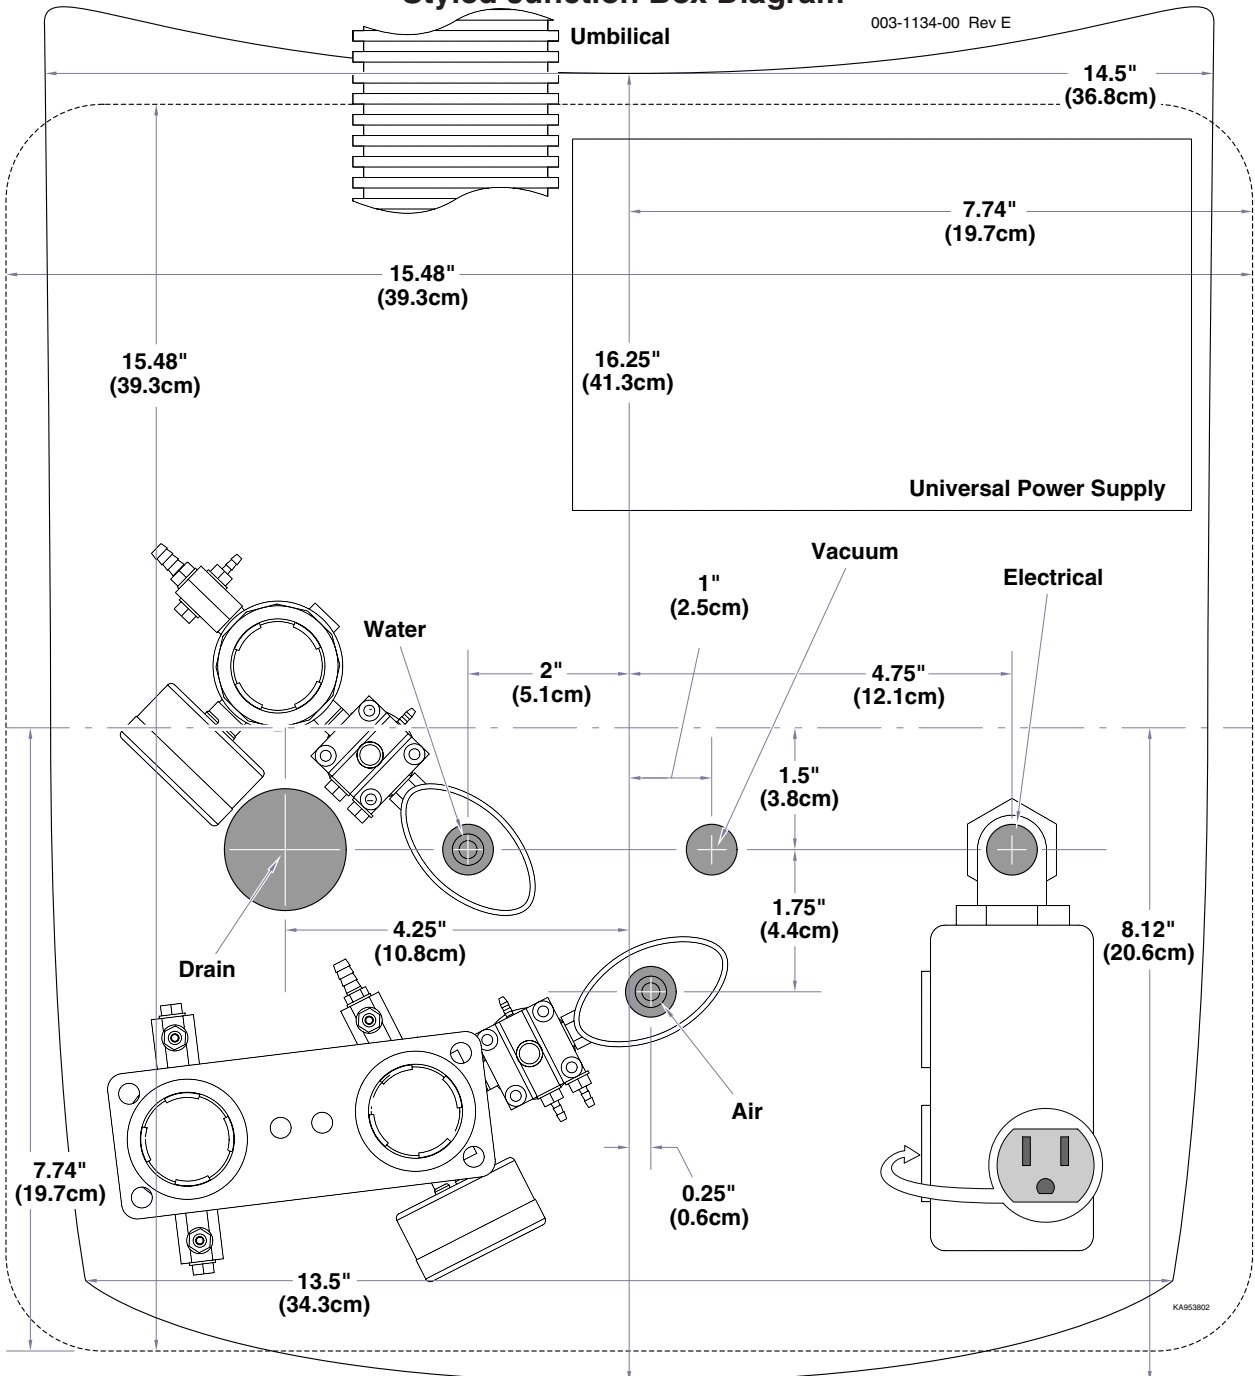 Styled Junction Box Diagram
003-1134-00 Rev E
Umbilical
14.5"
(36.8cm)
7.74"
(19.7cm)
15.48"
(39.3cm)
15.48"
(39.3cm)
16.25"
(41.3cm)
Universal Power Supply
Vacuum
Electrical
1"
(2.5cm)
Water
2"
(5.1cm)
4.75"
(12.1cm)
1.5"
(3.8cm)
1.75"
(4.4cm)
4.25"
(10.8cm)
8.12"
(20.6cm)
Drain
Air
7.74"
(19.7cm)
0.25"
(0.6cm)
13.5"
(34.3cm)
KA953802